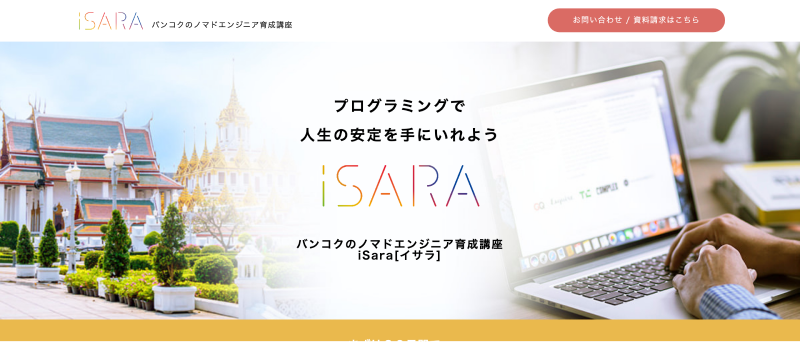 iSARA バンコクのノマドエンジニア育成講座
お問い合わせ / 資料請求はこちら
プログラミングで
人生の安定を手にいれよう
iSARA
バンコクのノマドエンジニア育成講座
iSara[イサラ]